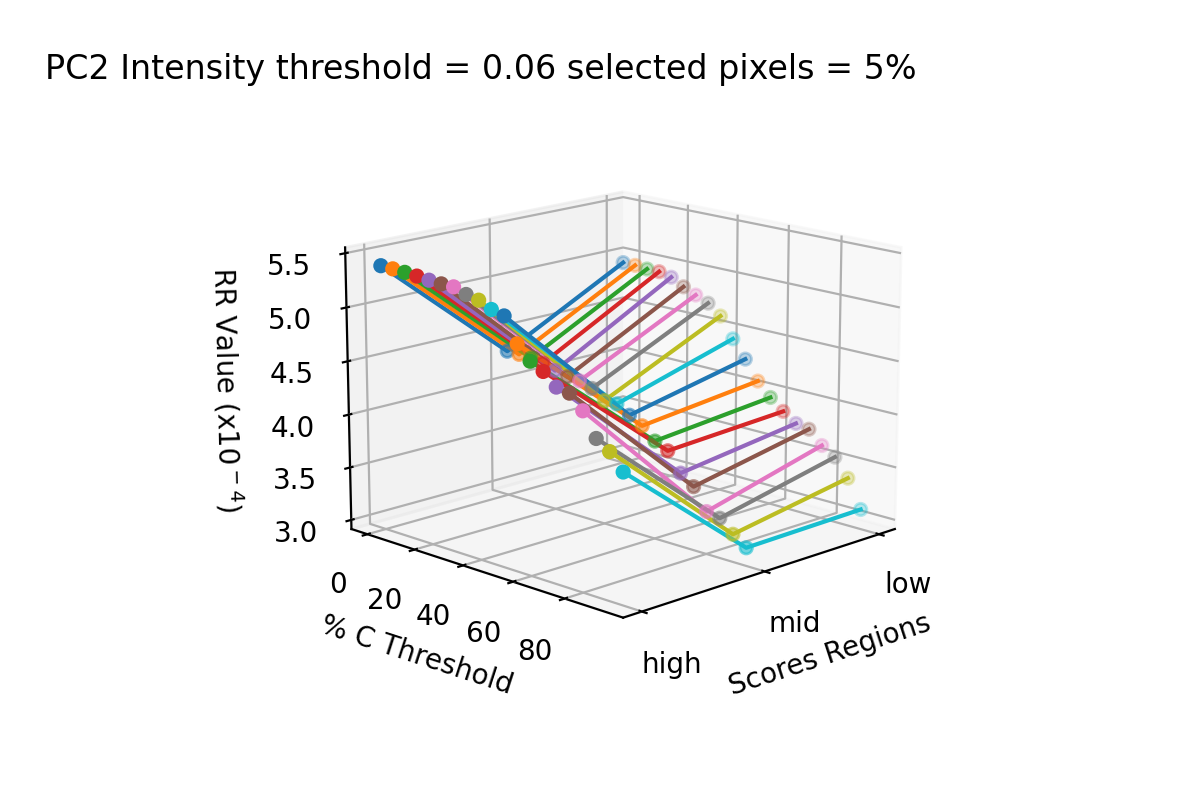 PC2 Intensity threshold = 0.06 selected pixels = 5%
RR Value (x10⁻⁴)
5.5
5.0
4.5
4.0
3.5
3.0
0
20
40
60
80
% C Threshold
high
mid
low
Scores Regions